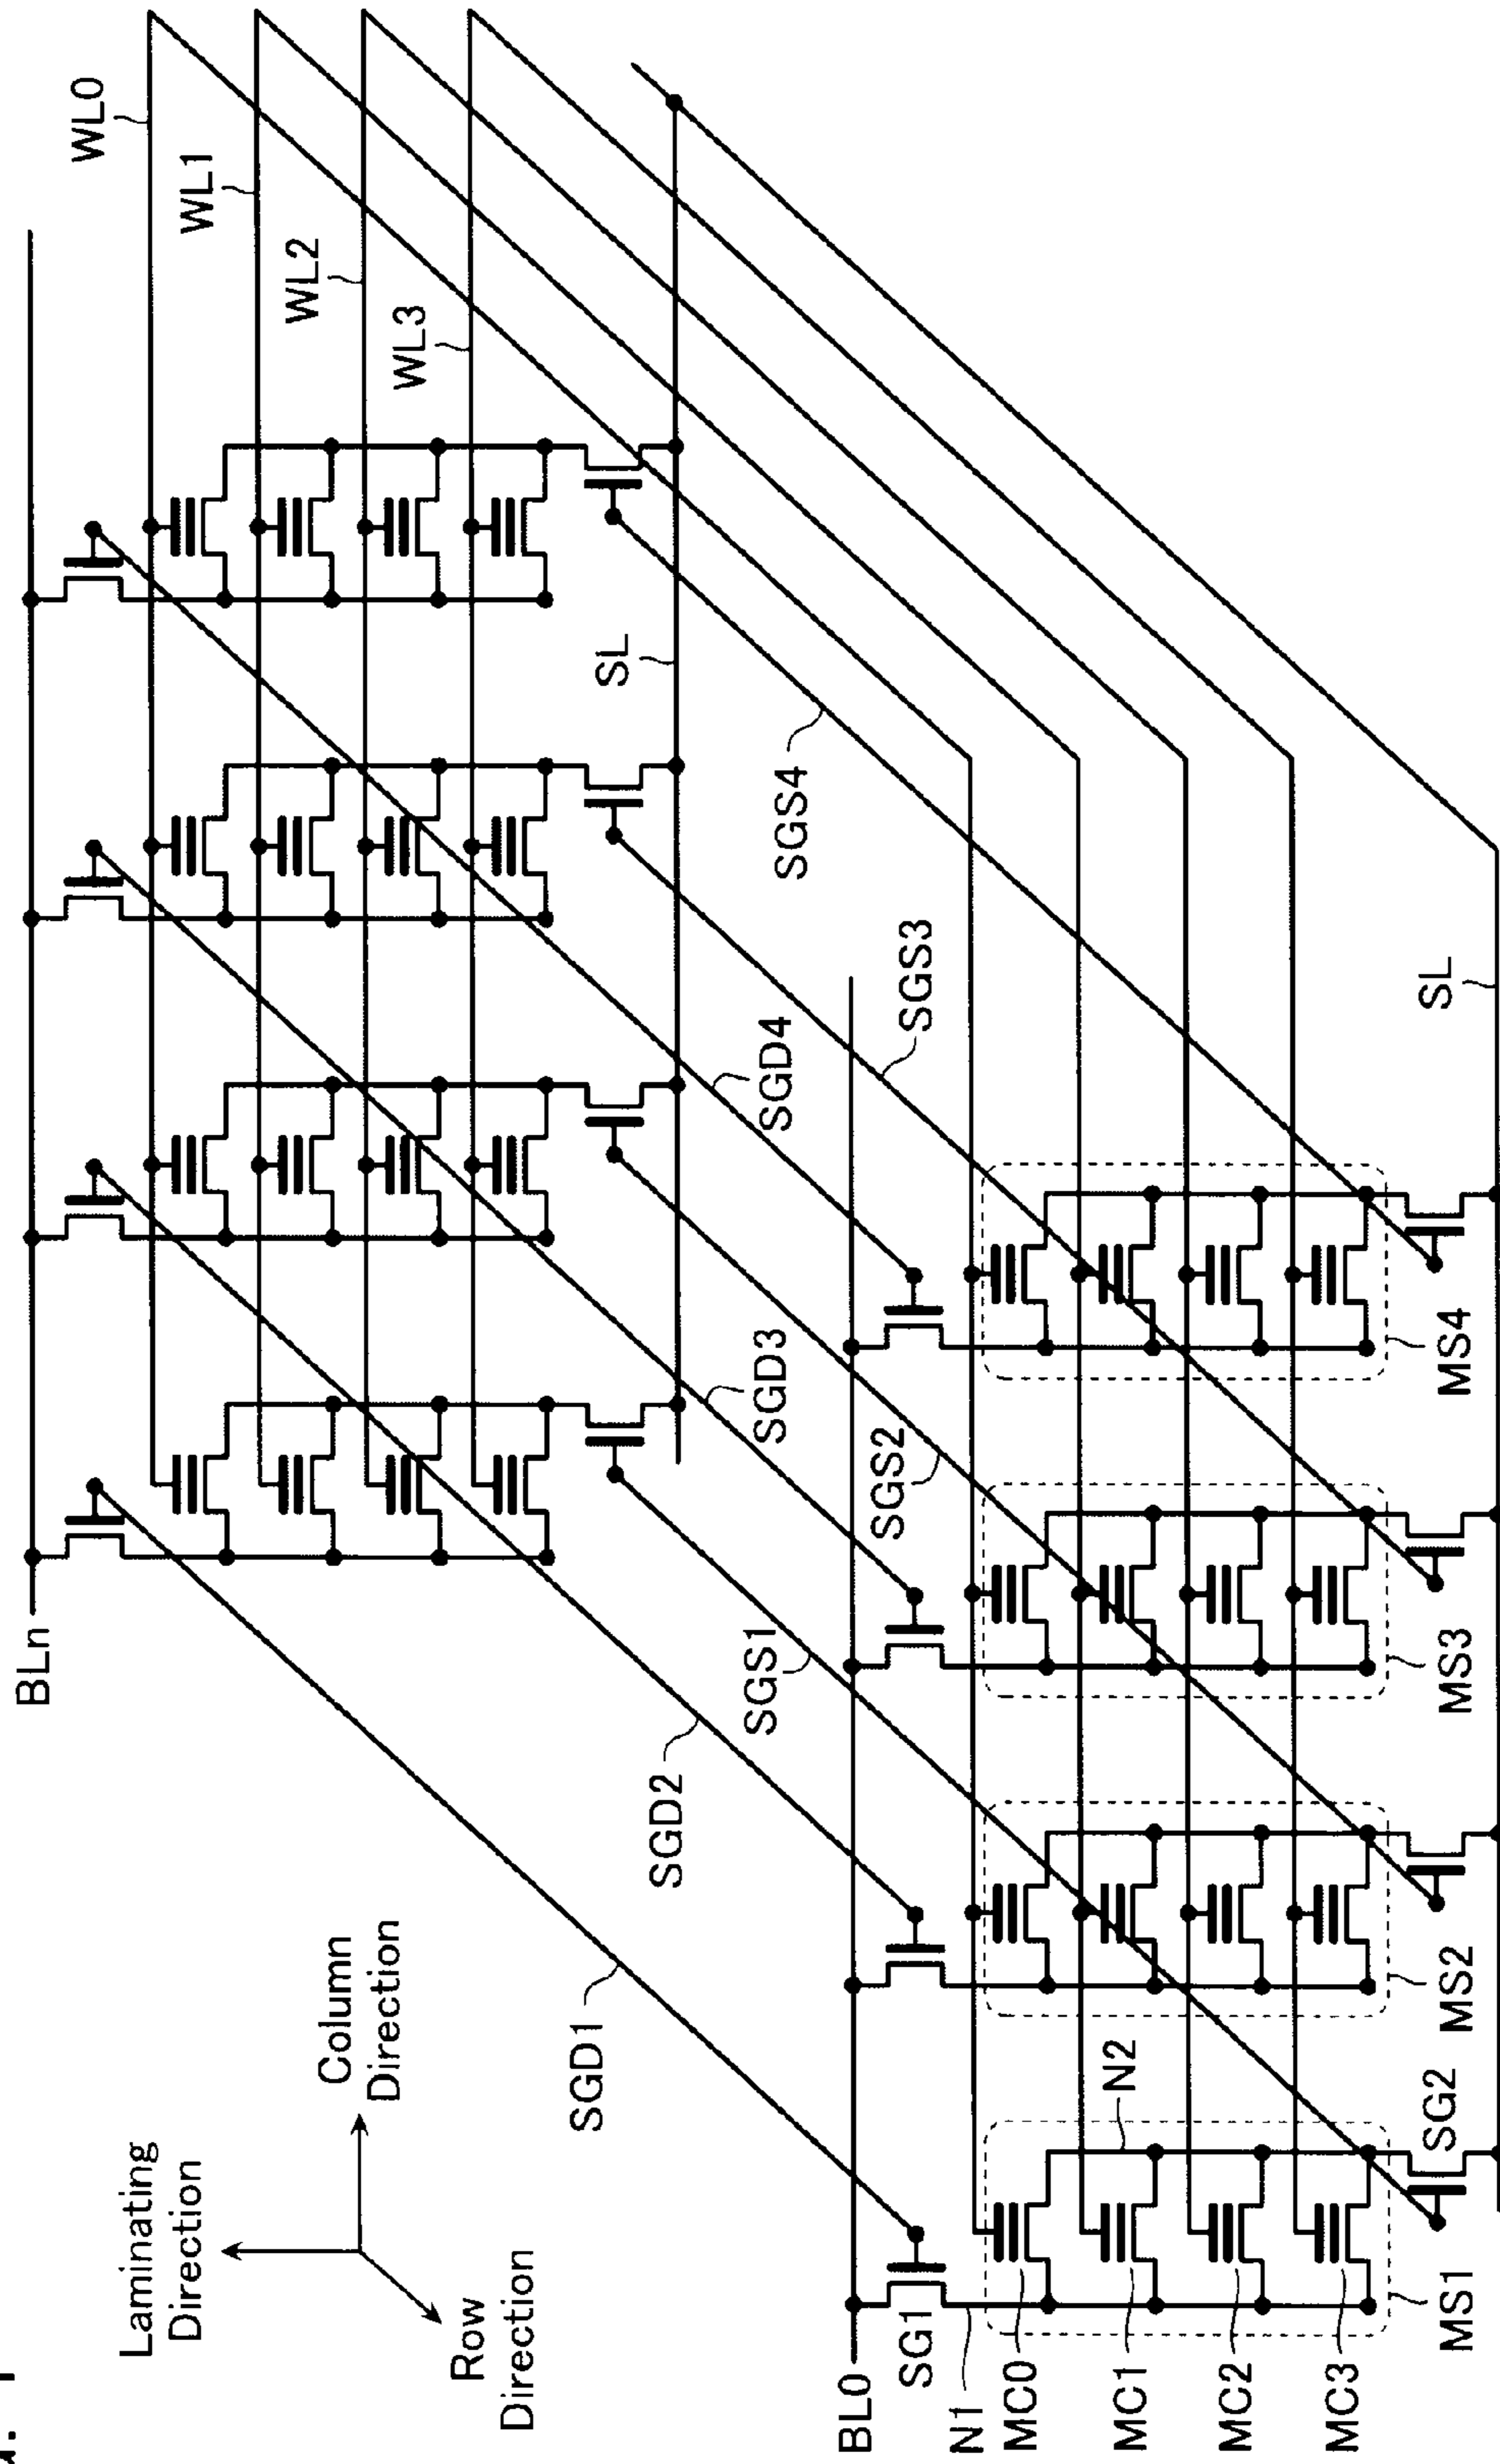 Laminating
Direction
Column
Direction
Row
Direction
BLn
WL0
WL1
WL2
WL3
SL
SGD1
SGD2
SGS1
SGD3
SGS2
SGD4
SGS3
SGS4
BL0
SG1
N1
MC0
MC1
MC2
MC3
N2
SG2
MS1
MS2
MS3
MS4
SL